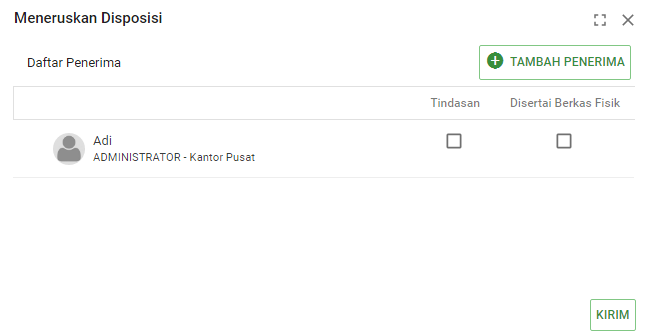 Meneruskan Disposisi
Daftar Penerima
TAMBAH PENERIMA
Tindasan
Disertai Berkas Fisik
Adi
ADMINISTRATOR - Kantor Pusat
KIRIM